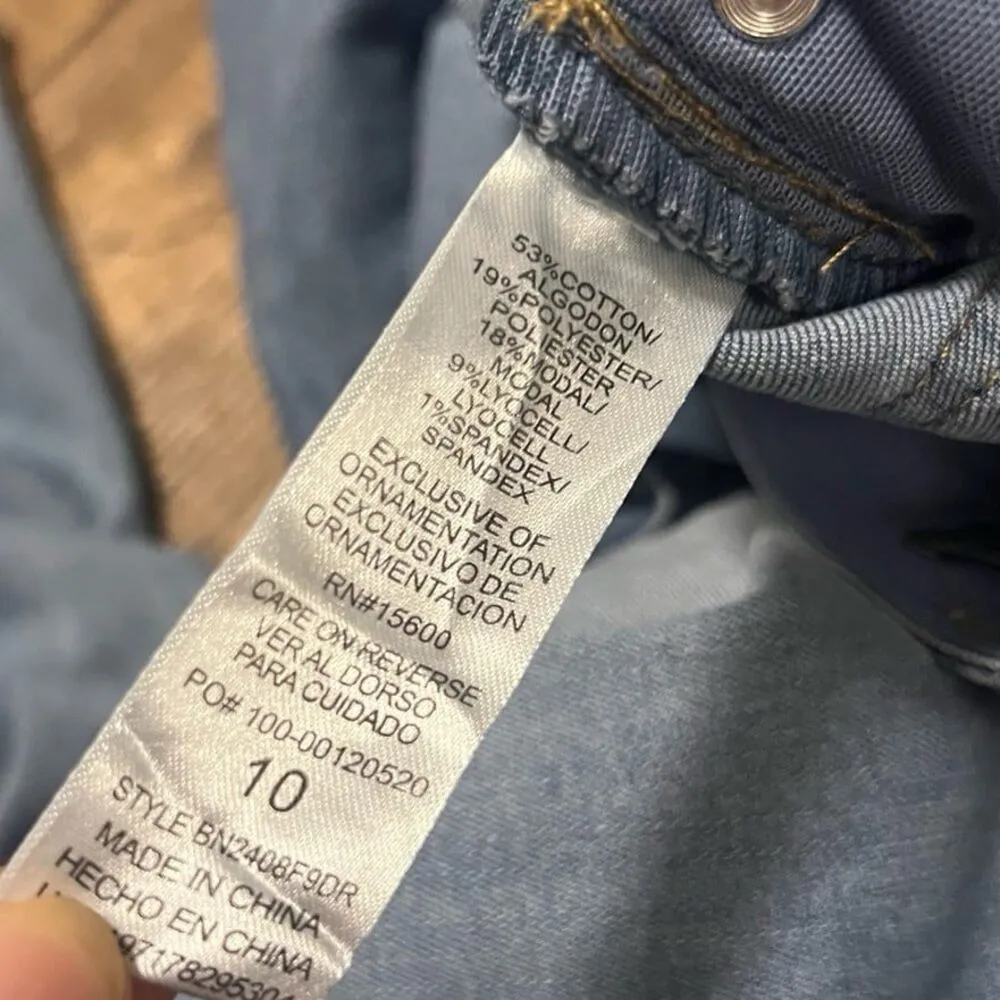 53%COTTON/
ALGODON
19%POLYESTER/
POLIESTER
18%MODAL/
MODAL
9%LYOCELL/
LYOCELL
1%SPANDEX/
SPANDEX
EXCLUSIVE OF
ORNAMENTATION
EXCLUSIVO DE
ORNAMENTACION
RN#15600
CARE ON REVERSE
VER AL DORSO
PARA CUIDADO
PO# 100-00120520
10
STYLE BN2408F9DR
MADE IN CHINA
HECHO EN CHINA